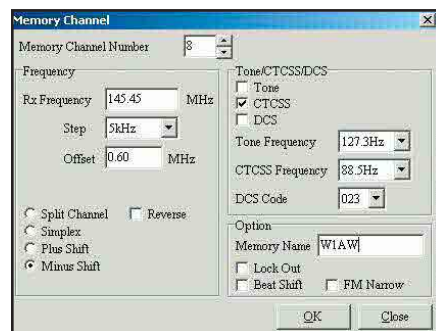 Memory Channel
Memory Channel Number 8
Frequency
Rx Frequency 145.45 MHz
Step 5kHz
Offset 0.60 MHz
Split Channel Reverse
Simplex
Plus Shift
Minus Shift
Tone/CTCSS/DCS
Tone
CTCSS
DCS
Tone Frequency 127.3Hz
CTCSS Frequency 88.5Hz
DCS Code 023
Option
Memory Name W1AW
Lock Out
Beat Shift FM Narrow
OK Close